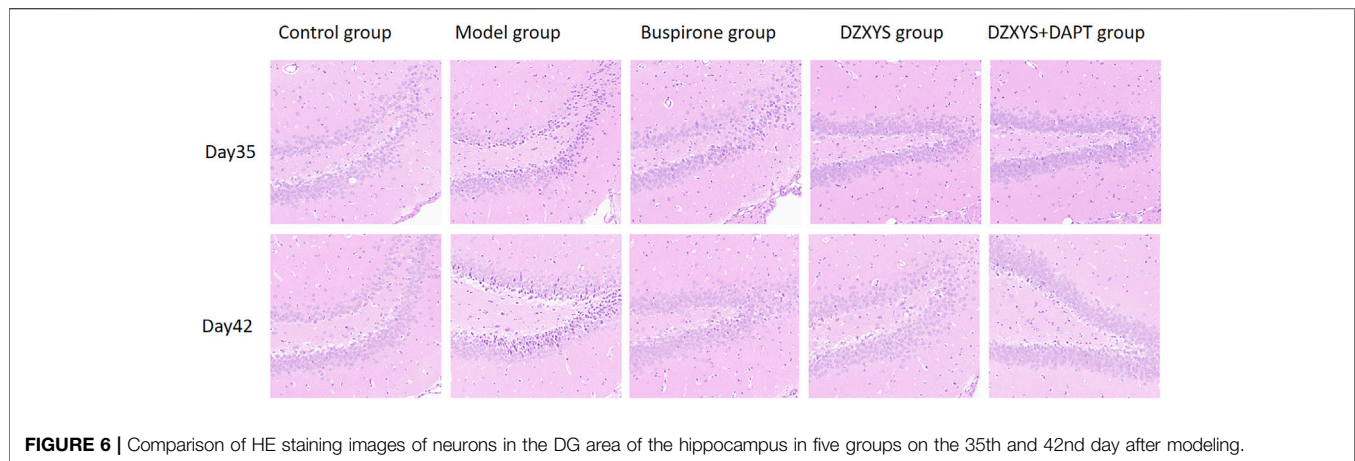 Control group Model group Buspirone group DZXYS group DZXYS+DAPT group
Day35
Day42
FIGURE 6 | Comparison of HE staining images of neurons in the DG area of the hippocampus in five groups on the 35th and 42nd day after modeling.